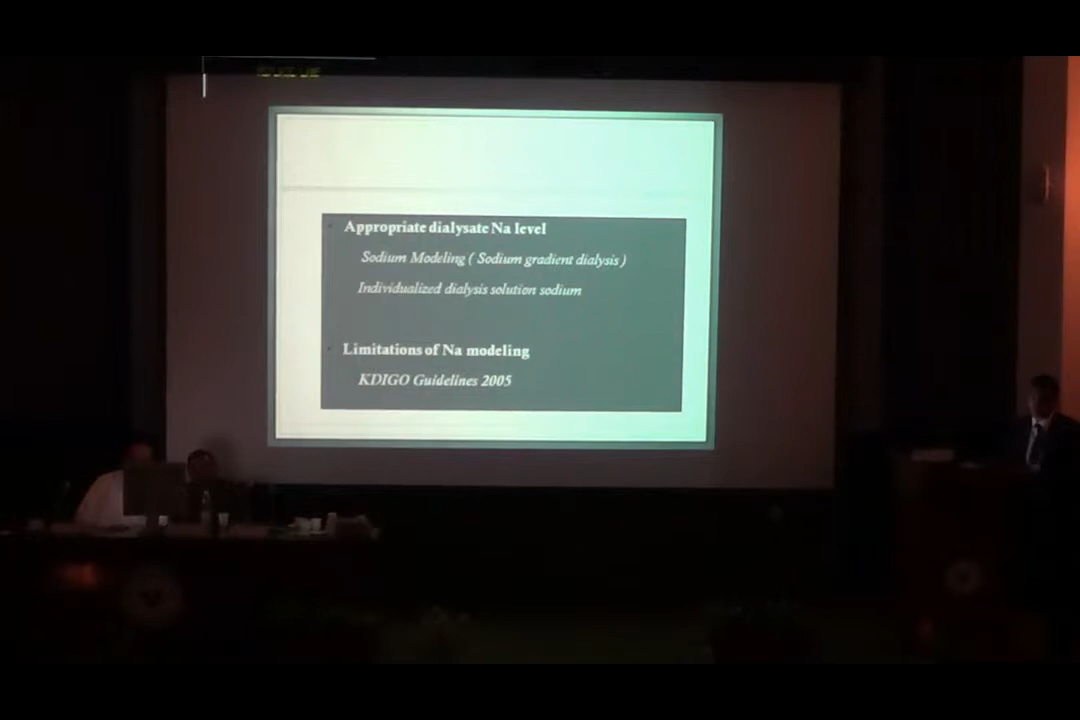 Appropriate dialysate Na level
Sodium Modeling ( Sodium gradient dialysis )
Individualized dialysis solution sodium
Limitations of Na modeling
KDIGO Guidelines 2005